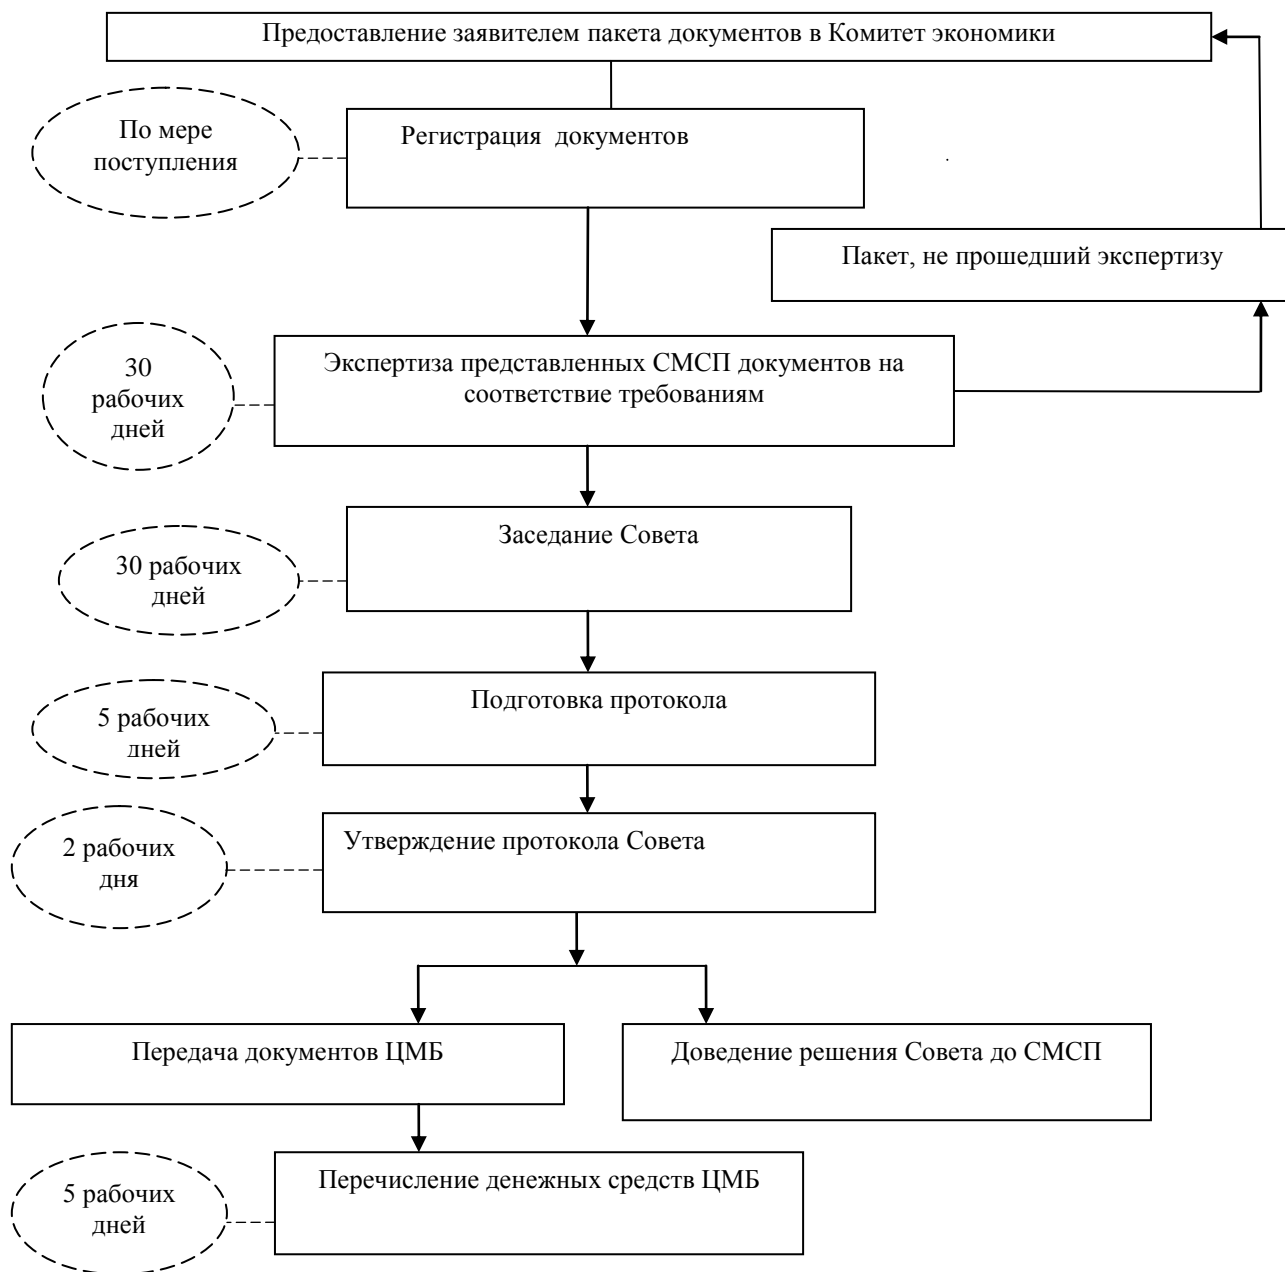 Предоставление заявителем пакета документов в Комитет экономики
По мере
поступления
Регистрация документов
Пакет, не прошедший экспертизу
30
рабочих
дней
Экспертиза представленных СМСП документов на
соответствие требованиям
Заседание Совета
30 рабочих
дней
Подготовка протокола
5 рабочих
дней
Утверждение протокола Совета
2 рабочих
дня
Передача документов ЦМБ
Доведение решения Совета до СМСП
Перечисление денежных средств ЦМБ
5 рабочих
дней